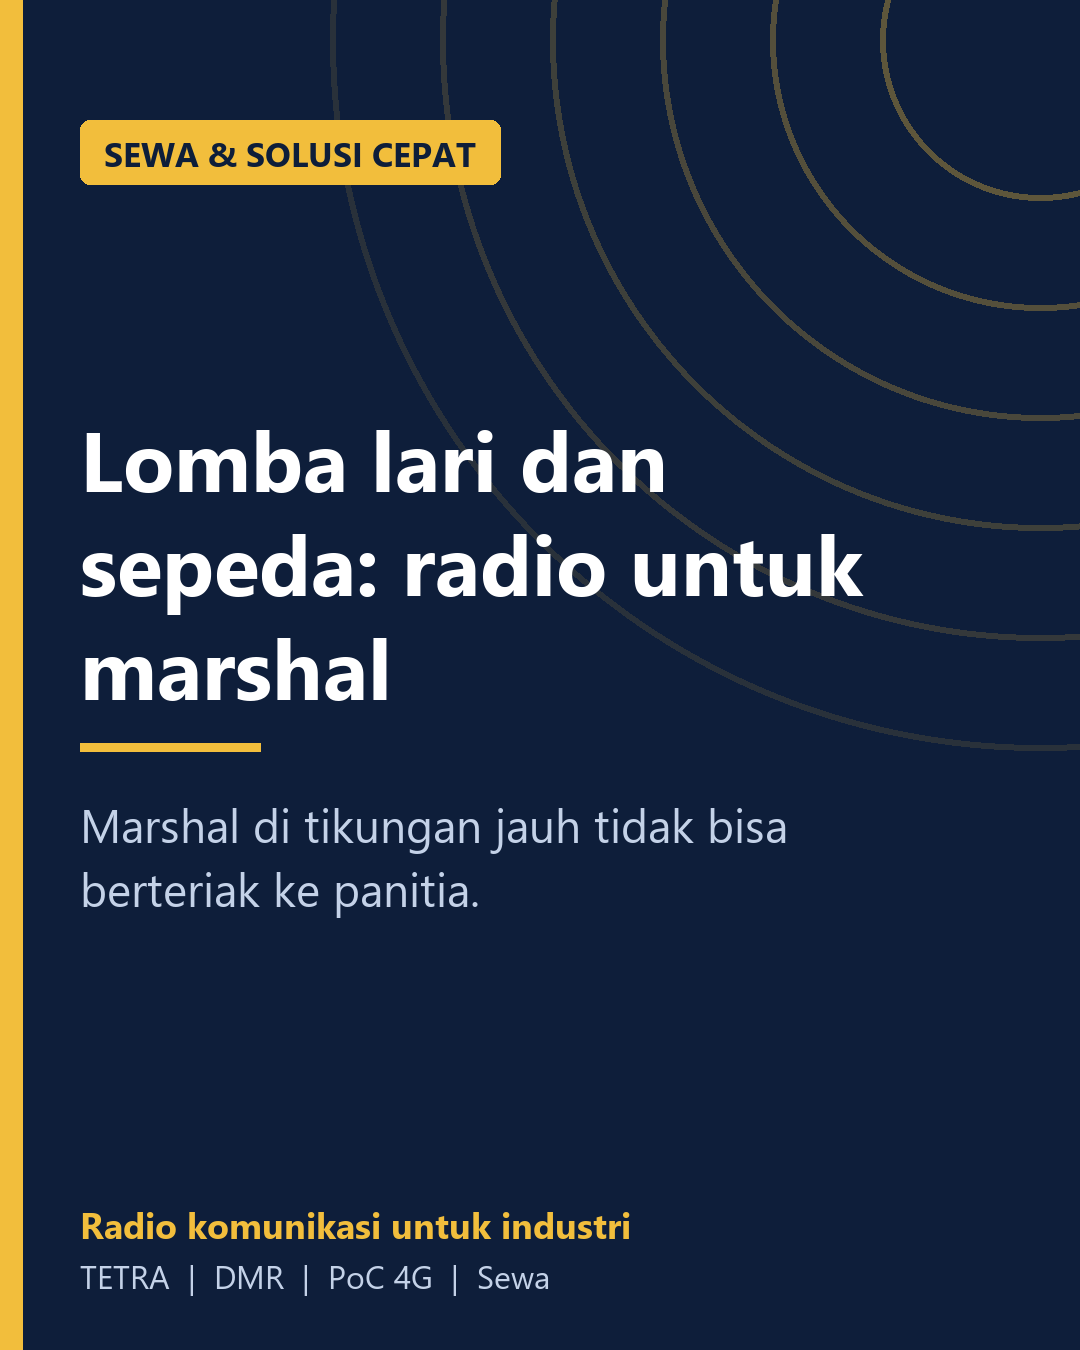 SEWA & SOLUSI CEPAT
Lomba lari dan
sepeda: radio untuk
marshal
Marshal di tikungan jauh tidak bisa
berteriak ke panitia.
Radio komunikasi untuk industri
TETRA | DMR | PoC 4G | Sewa